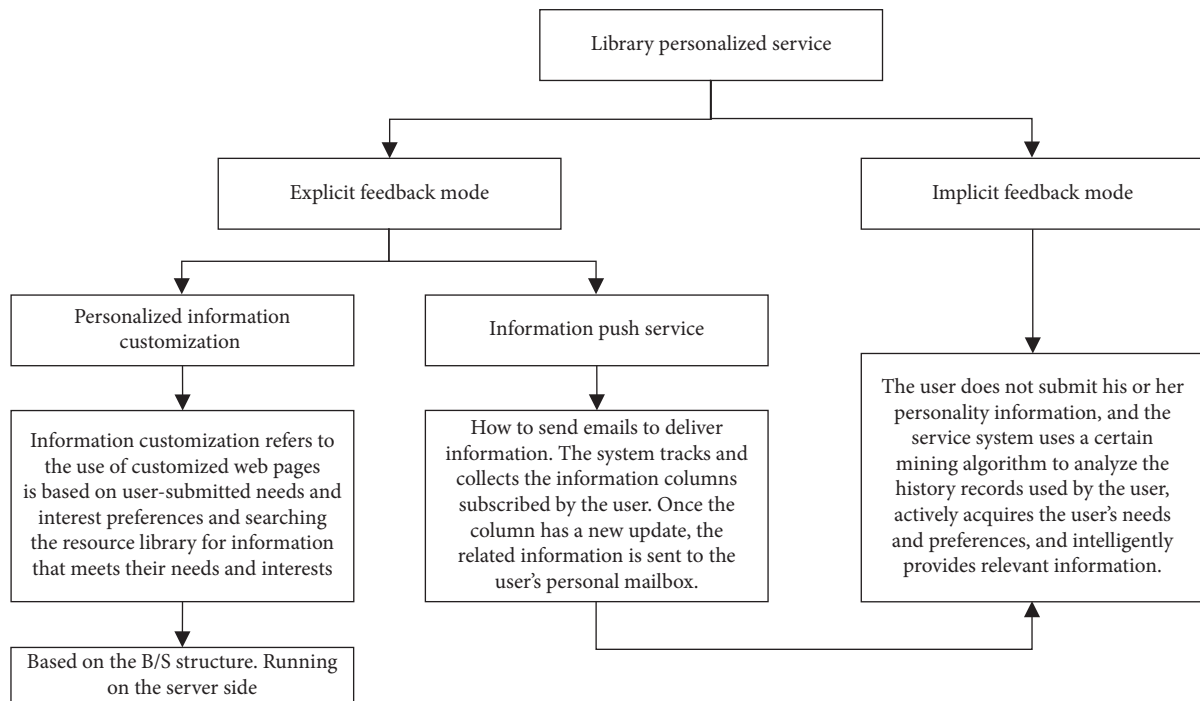 Library personalized service
Explicit feedback mode
Implicit feedback mode
Personalized information
customization
Information push service
Information customization refers to
the use of customized web pages
is based on user-submitted needs and
interest preferences and searching
the resource library for information
that meets their needs and interests
How to send emails to deliver
information. The system tracks and
collects the information columns
subscribed by the user. Once the
column has a new update, the
related information is sent to the
user’s personal mailbox.
The user does not submit his or her
personality information, and the
service system uses a certain
mining algorithm to analyze the
history records used by the user,
actively acquires the user’s needs
and preferences, and intelligently
provides relevant information.
Based on the B/S structure. Running
on the server side